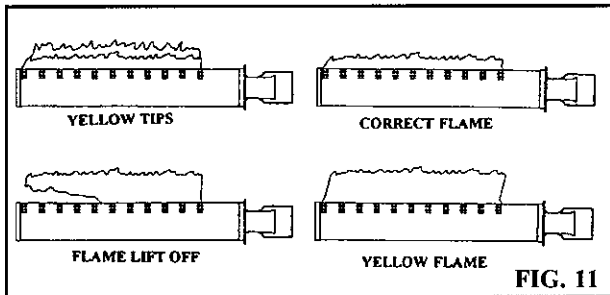 YELLOW TIPS
CORRECT FLAME
FLAME LIFT OFF
YELLOW FLAME
FIG. 11